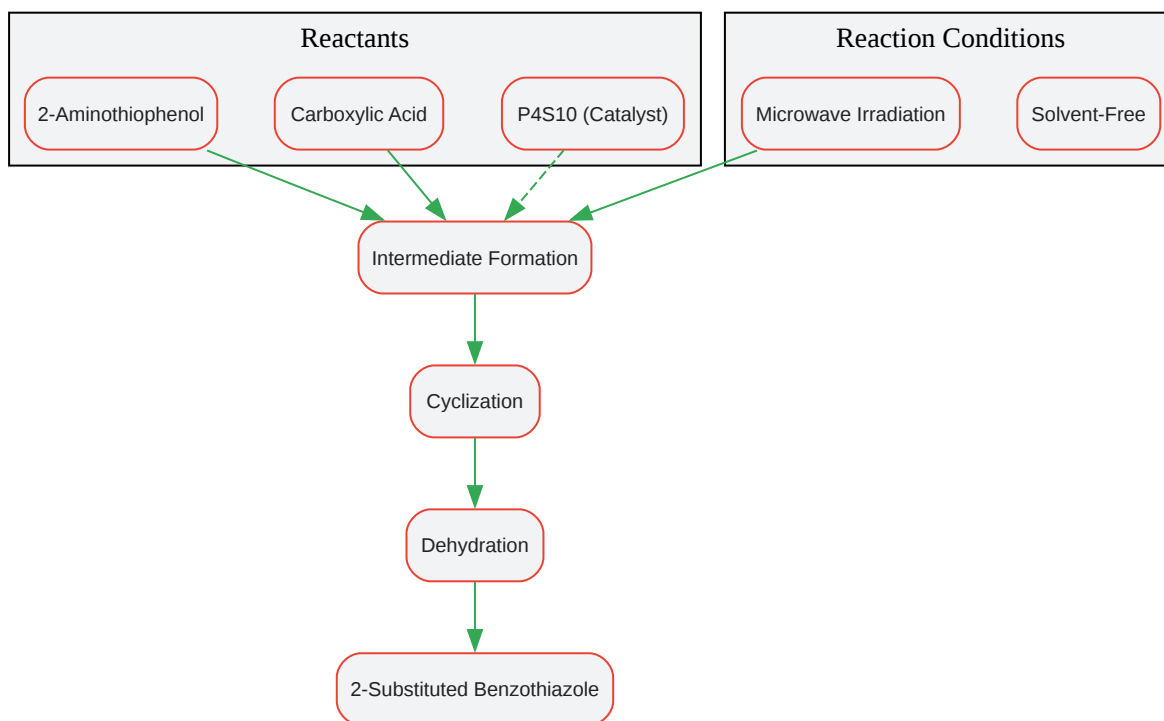 Reactants
Reaction Conditions
2-Aminothiophenol
Carboxylic Acid
P4S10 (Catalyst)
Microwave Irradiation
Solvent-Free
Intermediate Formation
Cyclization
Dehydration
2-Substituted Benzothiazole